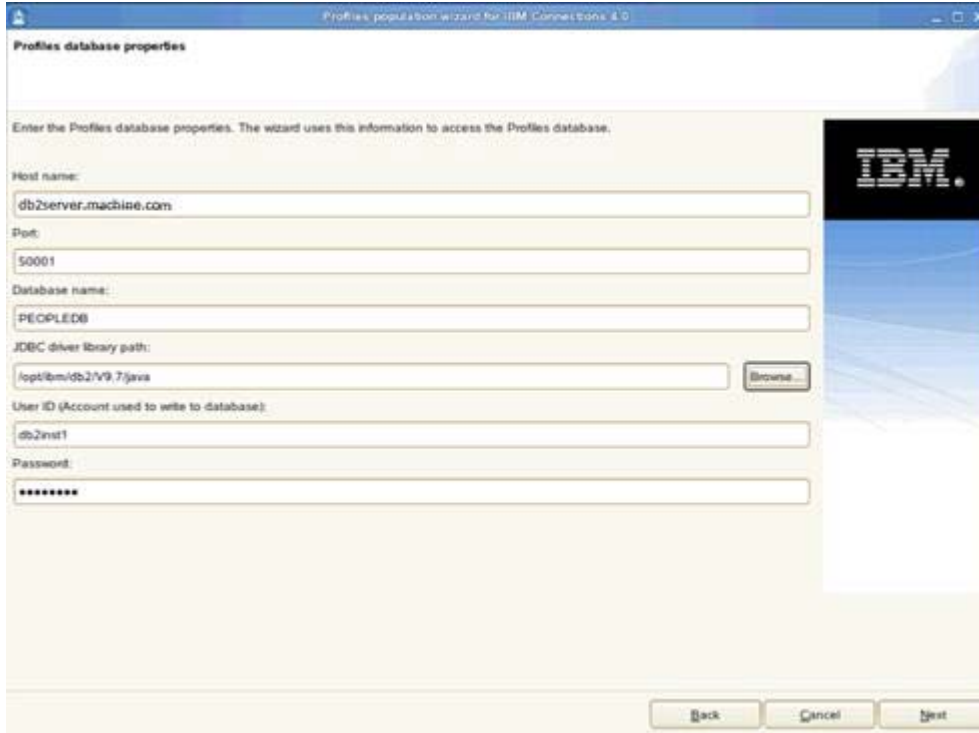 Profiles population wizard for IBM Connections 4.0
Profiles database properties
Enter the Profiles database properties. The wizard uses this information to access the Profiles database.
IBM.
Host name:
db2server.machine.com
Port:
50001
Database name:
PEOPLEDB
JDBC driver library path:
/opt/ibm/db2/V9.7/java
Browse...
User ID (Account used to write to database):
db2inst1
Password:
••••••••
Back
Cancel
Next